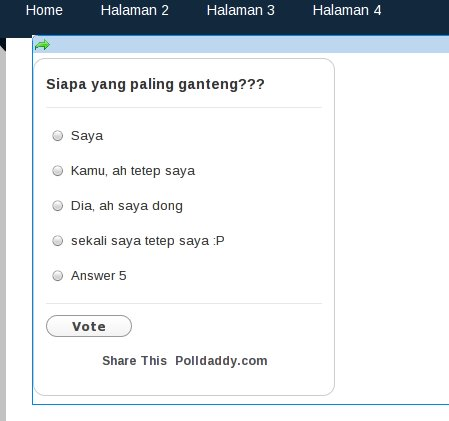 Home Halaman 2 Halaman 3 Halaman 4
Siapa yang paling ganteng???
Saya
Kamu, ah tetep saya
Dia, ah saya dong
sekali saya tetep saya :P
Answer 5
Vote
Share This Polldaddy.com